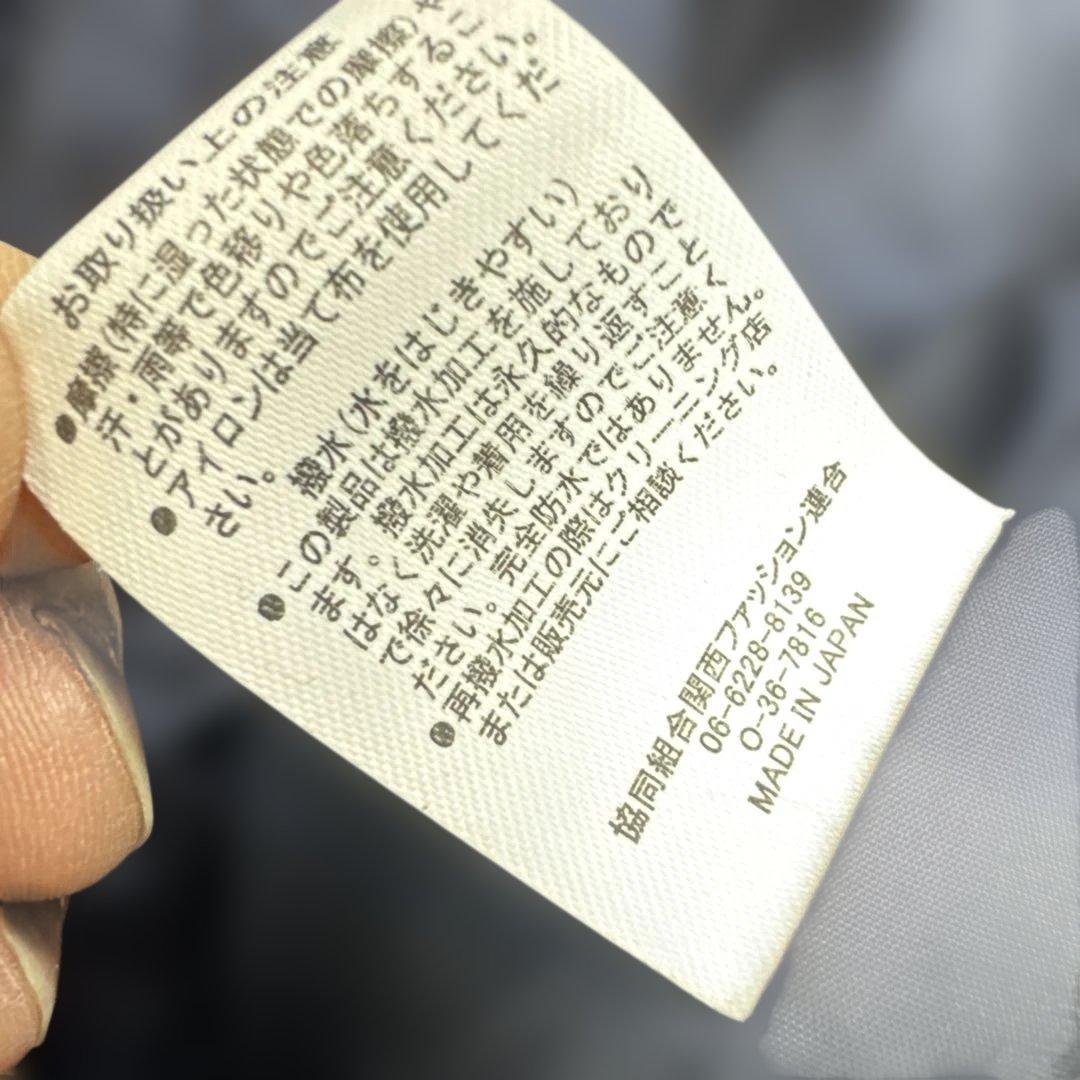 お取り扱い上の注意
●摩擦(特に湿った状態での摩擦)や
汗・雨等で色移りや色落ちするこ
とがありますのでご注意ください。
●アイロンは当て布を使用してくだ
さい。
撥水(水をはじきやすい)
●この製品は撥水加工を施しており
ます。撥水加工は永久的なもので
はなく洗濯や着用を繰り返すこと
で徐々に消失しますのでご注意く
ださい。完全防水ではありません。
●再撥水加工の際はクリーニング店
または販売元にご相談ください。
協同組合関西ファッション連合
06-6228-8139
O-36-7816
MADE IN JAPAN